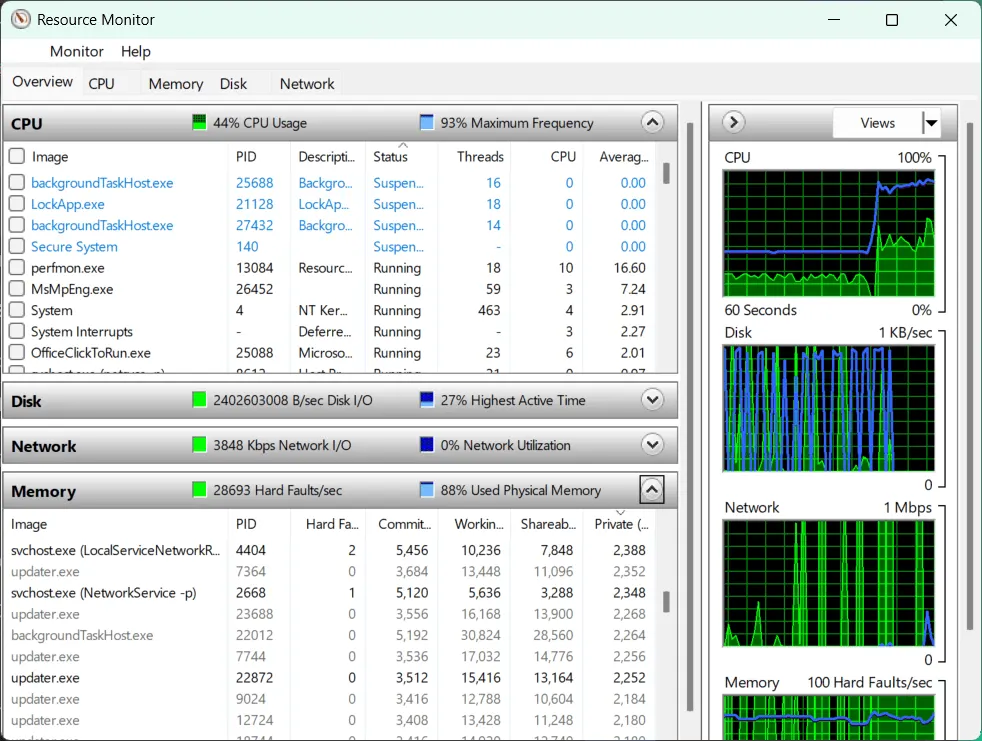 Resource Monitor
Monitor Help
Overview CPU Memory Disk Network
CPU 44% CPU Usage 93% Maximum Frequency
Image PID Descripti... Status Threads CPU Averag...
backgroundTaskHost.exe 25688 Backgro... Suspen... 16 0 0.00
LockApp.exe 21128 LockAp... Suspen... 18 0 0.00
backgroundTaskHost.exe 27432 Backgro... Suspen... 14 0 0.00
Secure System 140 Suspen... - 0 0.00
perfmon.exe 13084 Resourc... Running 18 10 16.60
MsMpEng.exe 26452 Running 59 3 7.24
System 4 NT Ker... Running 463 4 2.91
System Interrupts - Deferre... Running - 3 2.27
OfficeClickToRun.exe 25088 Microso... Running 23 6 2.01
Disk 2402603008 B/sec Disk I/O 27% Highest Active Time
Network 3848 Kbps Network I/O 0% Network Utilization
Memory 28693 Hard Faults/sec 88% Used Physical Memory
Image PID Hard Fa... Commit... Workin... Shareab... Private (...
svchost.exe (LocalServiceNetworkR... 4404 2 5,456 10,236 7,848 2,388
updater.exe 7364 0 3,684 13,448 11,096 2,352
svchost.exe (NetworkService -p) 2668 1 5,120 5,636 3,288 2,348
updater.exe 23688 0 3,556 16,168 13,900 2,268
backgroundTaskHost.exe 22012 0 5,192 30,824 28,560 2,264
updater.exe 7744 0 3,536 17,032 14,776 2,256
updater.exe 22872 0 3,512 15,416 13,164 2,252
updater.exe 9024 0 3,416 12,788 10,604 2,184
updater.exe 12724 0 3,408 13,428 11,248 2,180
Views
CPU 100%
60 Seconds 0%
Disk 1 KB/sec
0
Network 1 Mbps
0
Memory 100 Hard Faults/sec